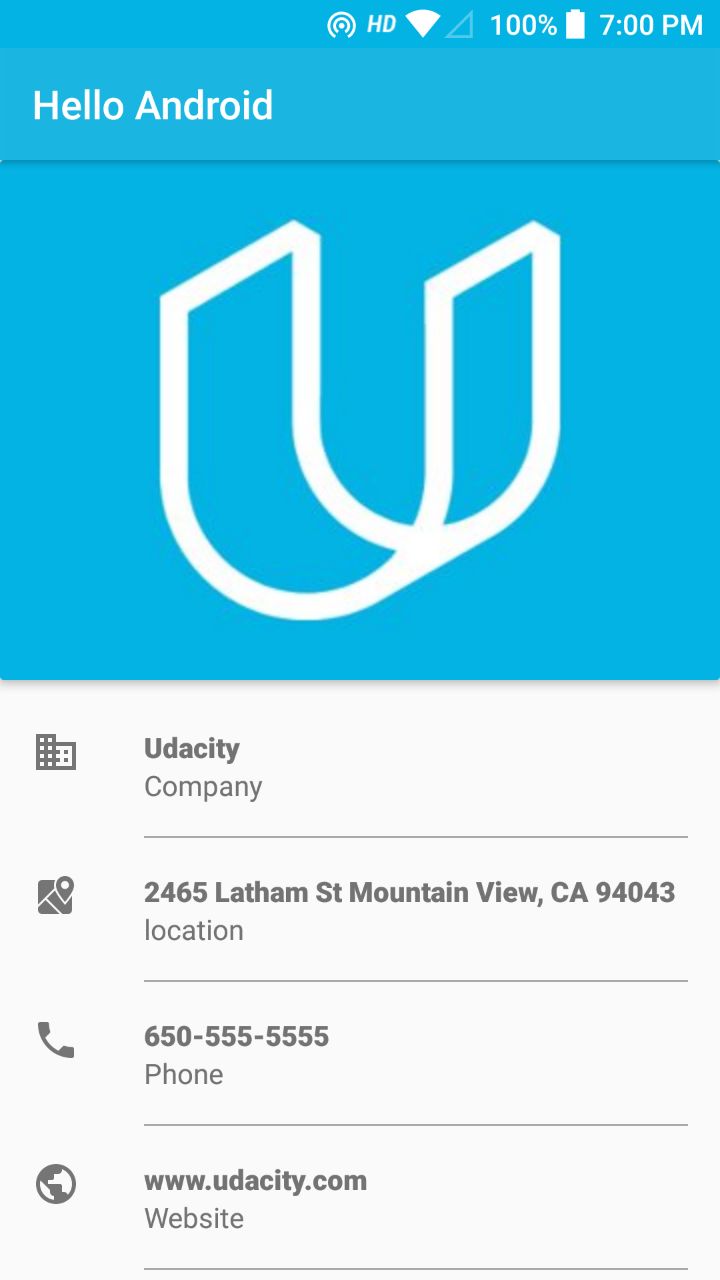 HD 100% 7:00 PM
Hello Android
Udacity
Company
2465 Latham St Mountain View, CA 94043
location
650-555-5555
Phone
www.udacity.com
Website